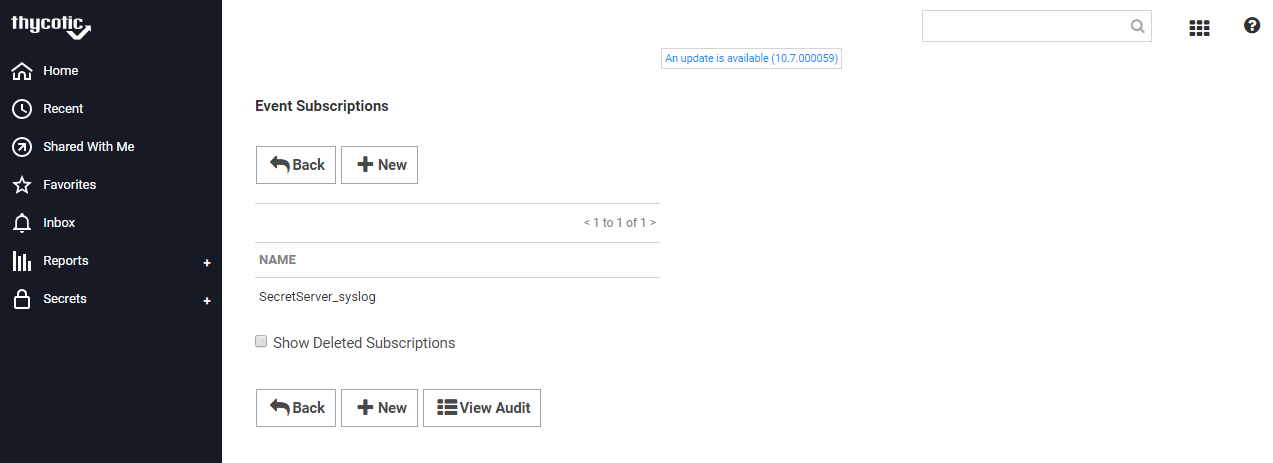 thycotic
An update is available (10.7.000059)
Home
Recent
Shared With Me
Favorites
Inbox
Reports +
Secrets +
Event Subscriptions
Back + New
< 1 to 1 of 1 >
NAME
SecretServer_syslog
Show Deleted Subscriptions
Back + New View Audit